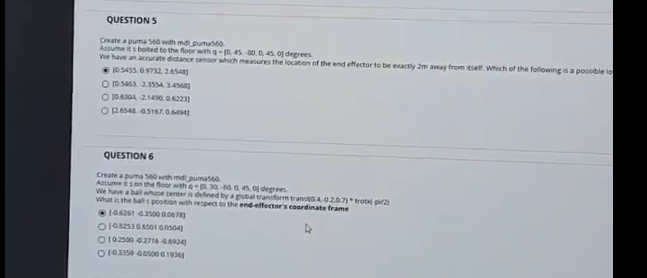 QUESTION 5
Create a puma 560 with mdl_puma560.
Assume it's bolted to the floor with q = [0, 45, -80, 0, 45, 0] degrees.
We have an accurate distance sensor which measures the location of the end effector to be exactly 2m away from itself. Which of the following is a possible lo
[0.5455, 0.9732, 2.6548]
[0.5463, -2.3554, 3.4568]
[0.6304, -2.1490, 0.6223]
[2.6548, -0.5167, 0.6494]
QUESTION 6
Create a puma 560 with mdl_puma560.
Assume it's on the floor with q = [0, 30, -80, 0, 45, 0] degrees.
We have a ball whose center is defined by a global transform transl(0.4,-0.2,0.7) * trotx(-pi/2)
What is the ball's position with respect to the end-effector's coordinate frame
[-0.6261 -0.3500 0.0678]
[-0.8253 0.6501 0.0504]
[0.2500 -0.2716 -0.6924]
[-0.3359 -0.0500 0.1936]